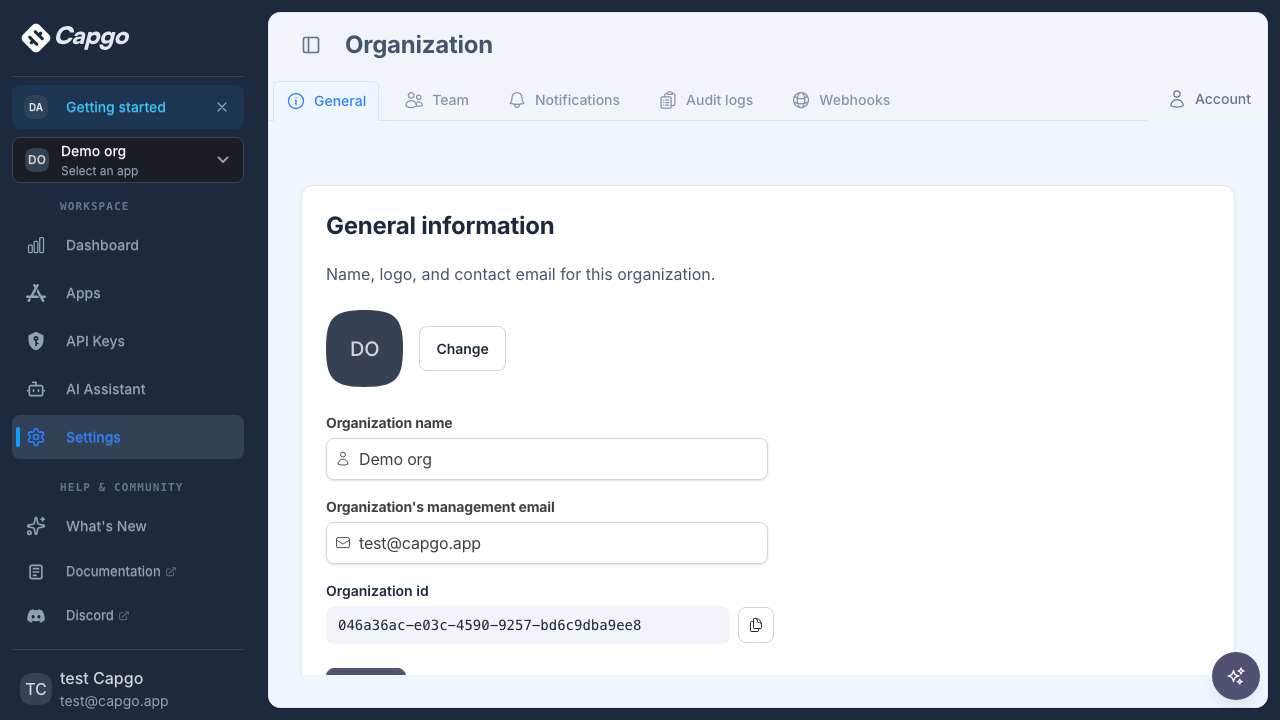 Capgo
DA
Getting started
DO
Demo org
Select an app
WORKSPACE
Dashboard
Apps
API Keys
AI Assistant
Settings
HELP & COMMUNITY
What's New
Documentation
Discord
TC
test Capgo
test@capgo.app
Organization
General
Team
Notifications
Audit logs
Webhooks
Account
General information
Name, logo, and contact email for this organization.
DO
Change
Organization name
Demo org
Organization's management email
test@capgo.app
Organization id
046a36ac-e03c-4590-9257-bd6c9dba9ee8